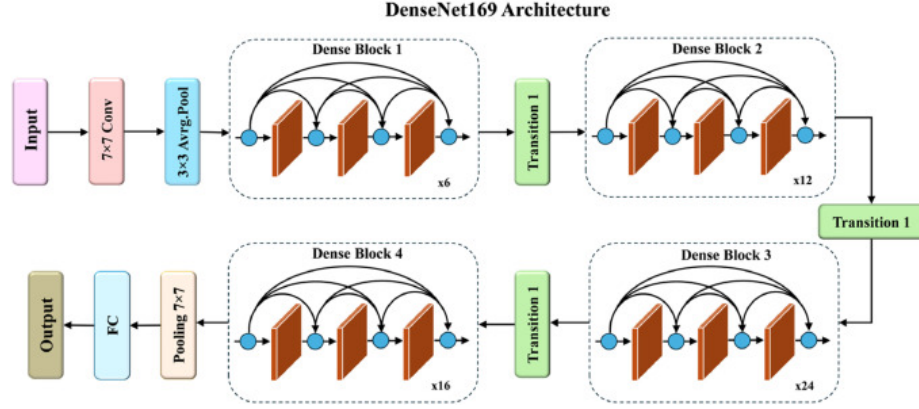 DenseNet169 Architecture
Input
7×7 Conv
3×3 Avrg.Pool
Dense Block 1
x6
Transition 1
Dense Block 2
x12
Transition 1
Dense Block 3
x24
Transition 1
Dense Block 4
x16
Pooling 7×7
FC
Output